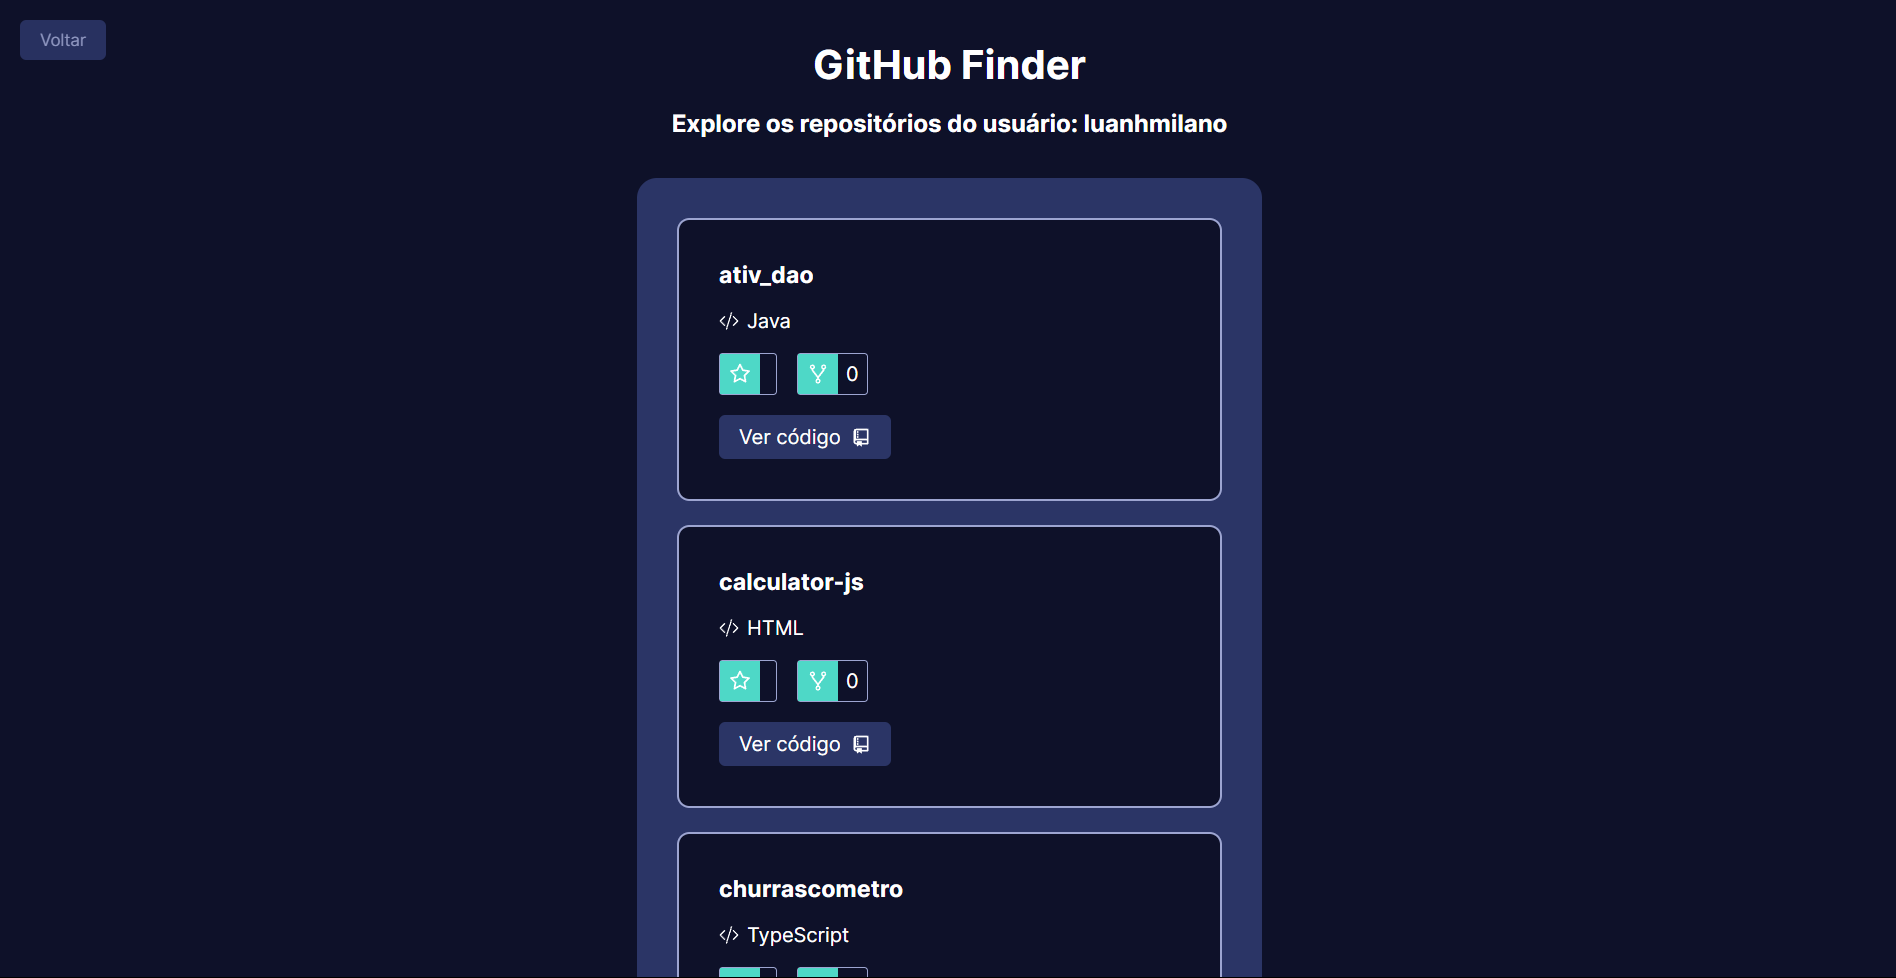 Voltar
GitHub Finder
Explore os repositórios do usuário: luanhmilano
ativ_dao
</> Java
0
Ver código
calculator-js
</> HTML
0
Ver código
churrascometro
</> TypeScript